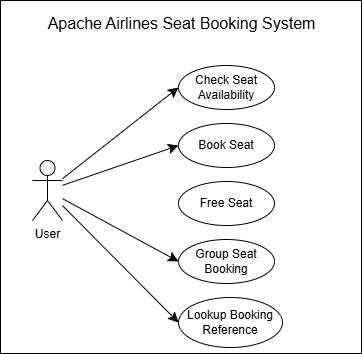 Apache Airlines Seat Booking System
Check Seat
Availability
Book Seat
Free Seat
User
Group Seat
Booking
Lookup Booking
Reference